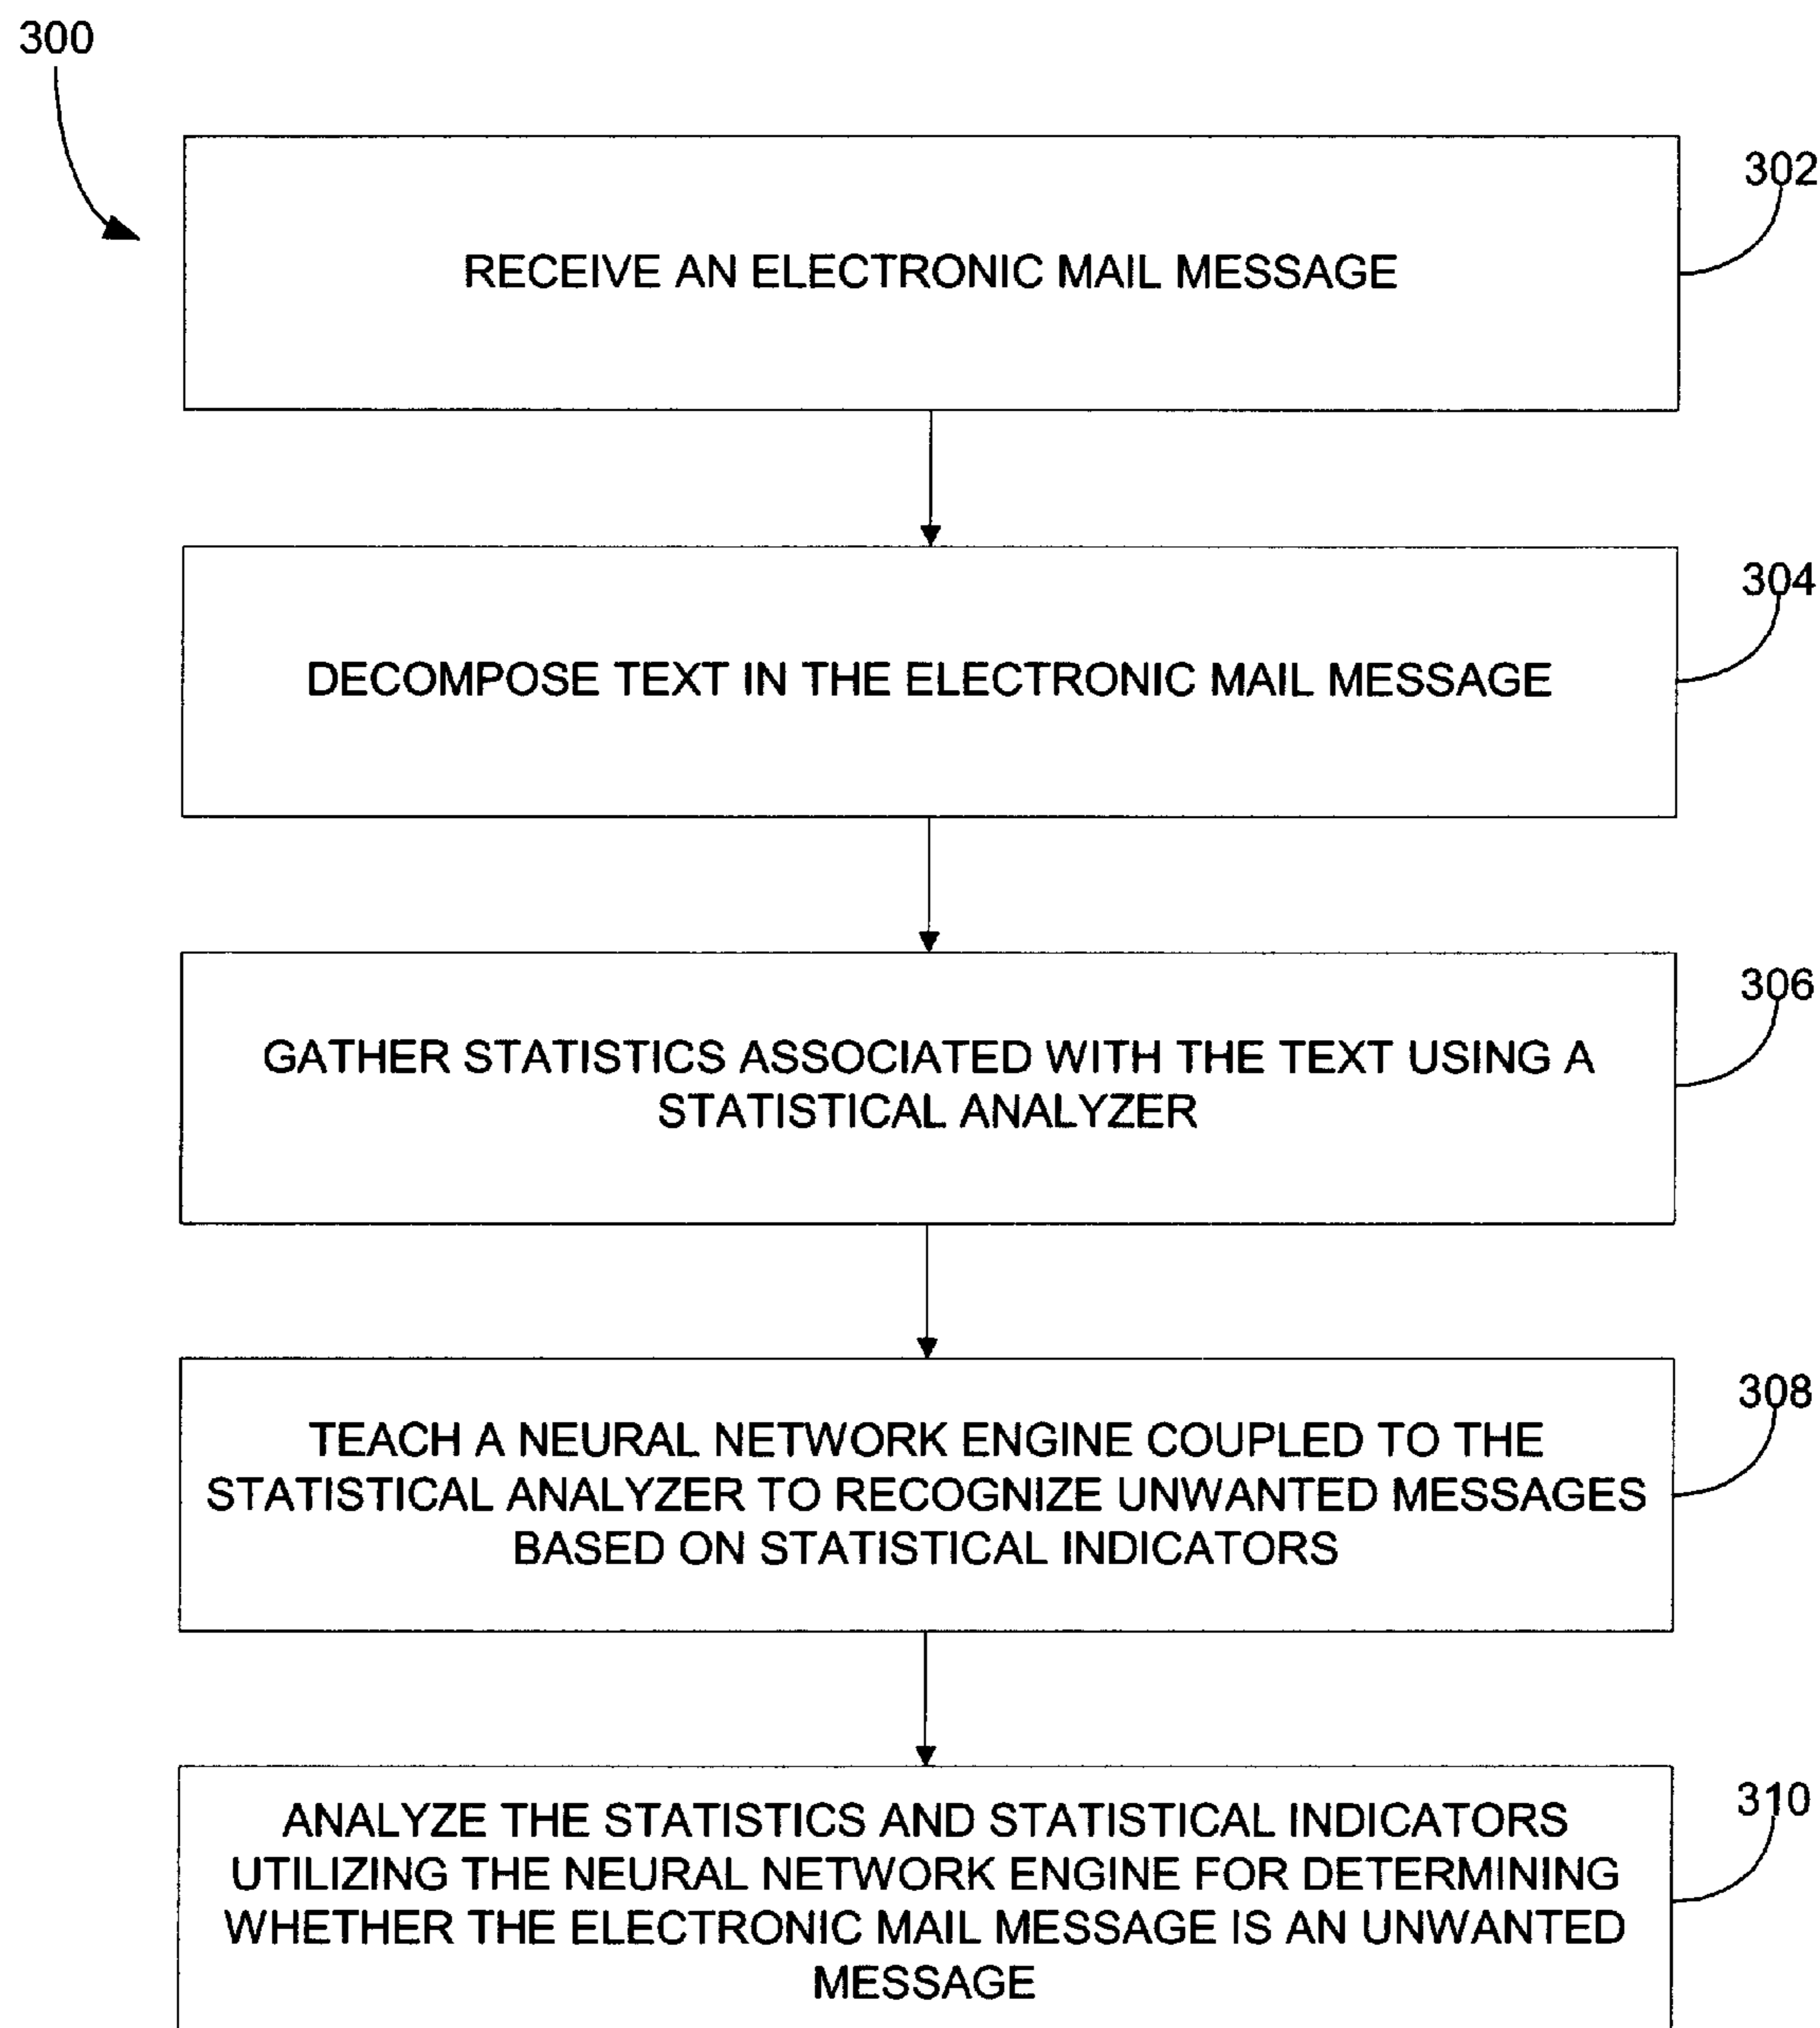 300
302
RECEIVE AN ELECTRONIC MAIL MESSAGE
304
DECOMPOSE TEXT IN THE ELECTRONIC MAIL MESSAGE
306
GATHER STATISTICS ASSOCIATED WITH THE TEXT USING A
STATISTICAL ANALYZER
308
TEACH A NEURAL NETWORK ENGINE COUPLED TO THE
STATISTICAL ANALYZER TO RECOGNIZE UNWANTED MESSAGES
BASED ON STATISTICAL INDICATORS
310
ANALYZE THE STATISTICS AND STATISTICAL INDICATORS
UTILIZING THE NEURAL NETWORK ENGINE FOR DETERMINING
WHETHER THE ELECTRONIC MAIL MESSAGE IS AN UNWANTED
MESSAGE